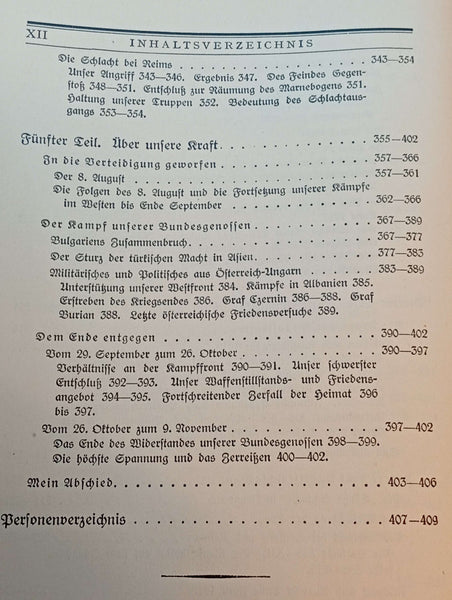 XII
INHALTSVERZEICHNIS
Die Schlacht bei Reims . . . . . . . . . . . . . . . . 343—354
Unser Angriff 343—346. Ergebnis 347. Des Feindes Gegen-
stoß 348—351. Entschluß zur Räumung des Marnebogens 351.
Haltung unserer Truppen 352. Bedeutung des Schlachtaus-
gangs 353—354.
Fünfter Teil. Über unsere Kraft. . . . . . . . . . . . . . 355—402
In die Verteidigung geworfen . . . . . . . . . . . . . . 357—366
Der 8. August . . . . . . . . . . . . . . . . . . . . 357—361
Die Folgen des 8. August und die Fortsetzung unserer Kämpfe
im Westen bis Ende September . . . . . . . . . . . . 362—366
Der Kampf unserer Bundesgenossen . . . . . . . . . . . . 367—389
Bulgariens Zusammenbruch. . . . . . . . . . . . . . . . 367—377
Der Sturz der türkischen Macht in Asien. . . . . . . . . 377—383
Militärisches und Politisches aus Österreich-Ungarn . . . . 383—389
Unterstützung unserer Westfront 384. Kämpfe in Albanien 385.
Erstreben des Kriegsendes 386. Graf Czernin 386—388. Graf
Burian 388. Letzte österreichische Friedensversuche 389.
Dem Ende entgegen . . . . . . . . . . . . . . . . . . 390—402
Vom 29. September zum 26. Oktober . . . . . . . . . . . 390—397
Verhältnisse an der Kampffront 390—391. Unser schwerster
Entschluß 392—393. Unser Waffenstillstands- und Friedens-
angebot 394—395. Fortschreitender Zerfall der Heimat 396
bis 397.
Vom 26. Oktober zum 9. November . . . . . . . . . . . . 397—402
Das Ende des Widerstandes unserer Bundesgenossen 398—399.
Die höchste Spannung und das Zerreißen 400—402.
Mein Abschied. . . . . . . . . . . . . . . . . . . . . 403—406
Personenverzeichnis . . . . . . . . . . . . . . . . . . 407—409